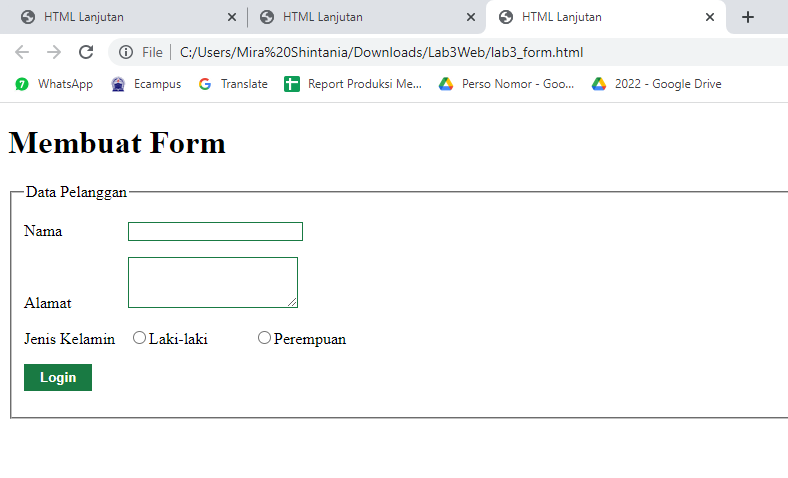 HTML Lanjutan HTML Lanjutan HTML Lanjutan
File C:/Users/Mira%20Shintania/Downloads/Lab3Web/lab3_form.html
WhatsApp Ecampus Translate Report Produksi Me... Perso Nomor - Goo... 2022 - Google Drive
Membuat Form
Data Pelanggan
Nama
Alamat
Jenis Kelamin Laki-laki Perempuan
Login